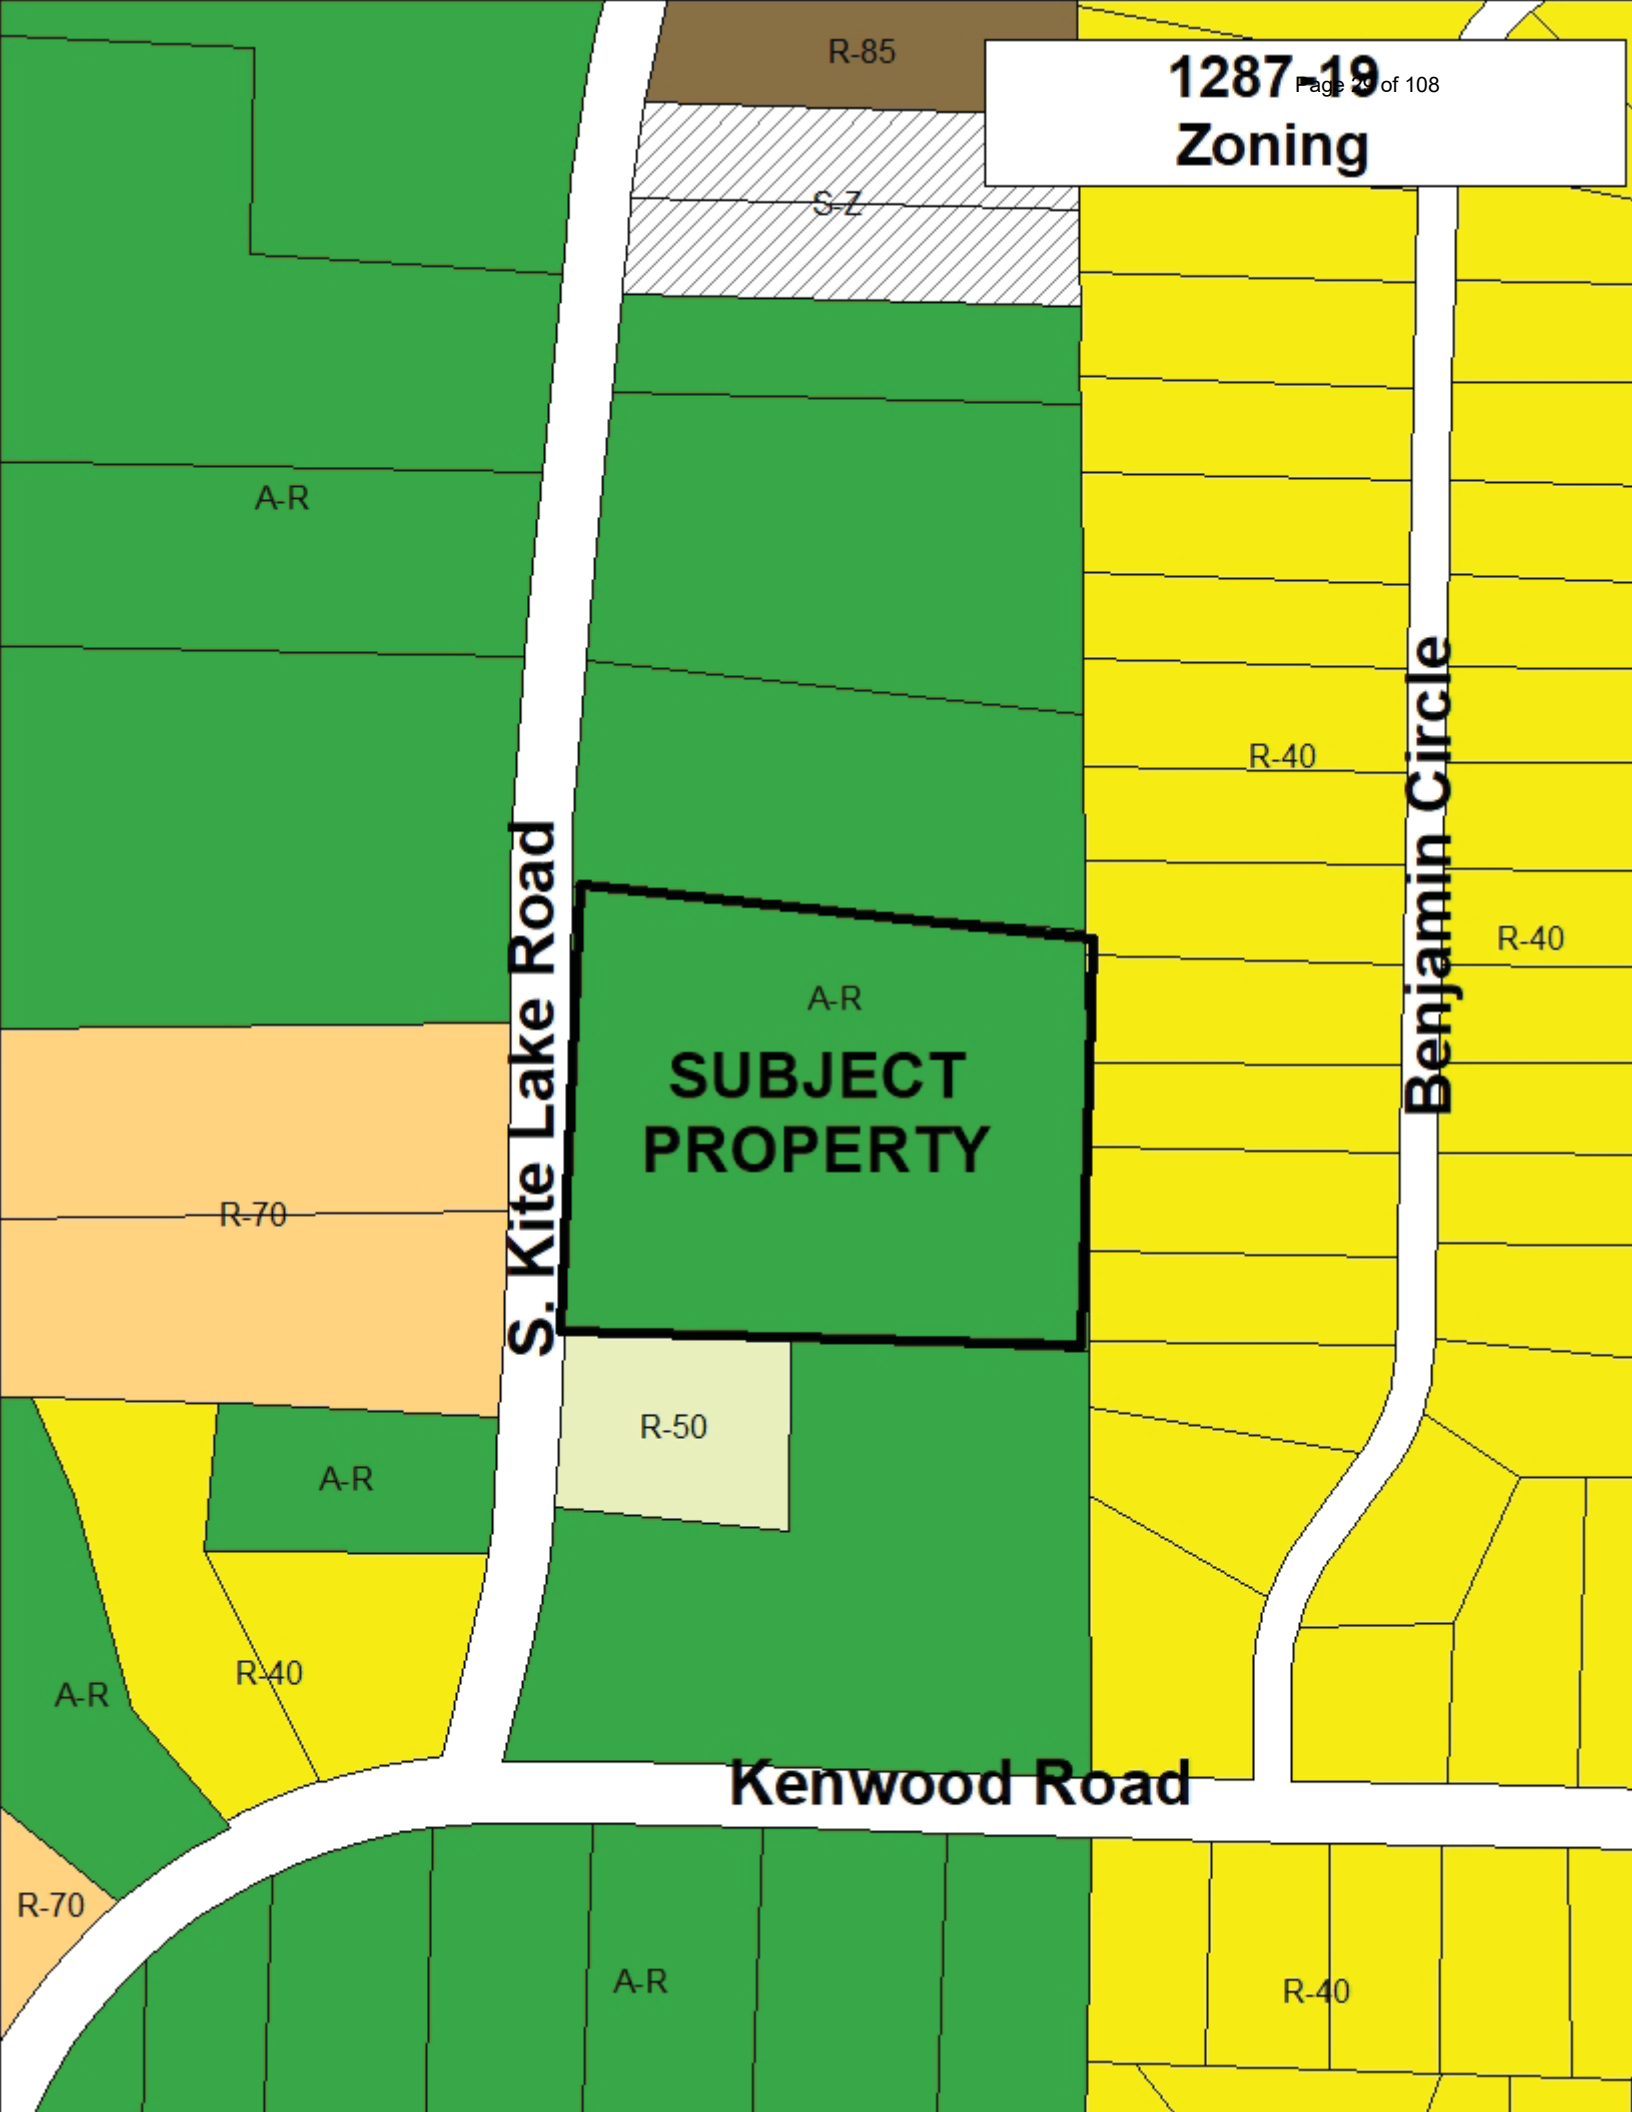 R-85
1287-19
Page 29 of 108
Zoning
S-Z
A-R
R-40
Benjamin Circle
S. Kite Lake Road
R-40
A-R
SUBJECT
PROPERTY
R-70
R-50
A-R
R-40
A-R
Kenwood Road
R-70
A-R
R-40